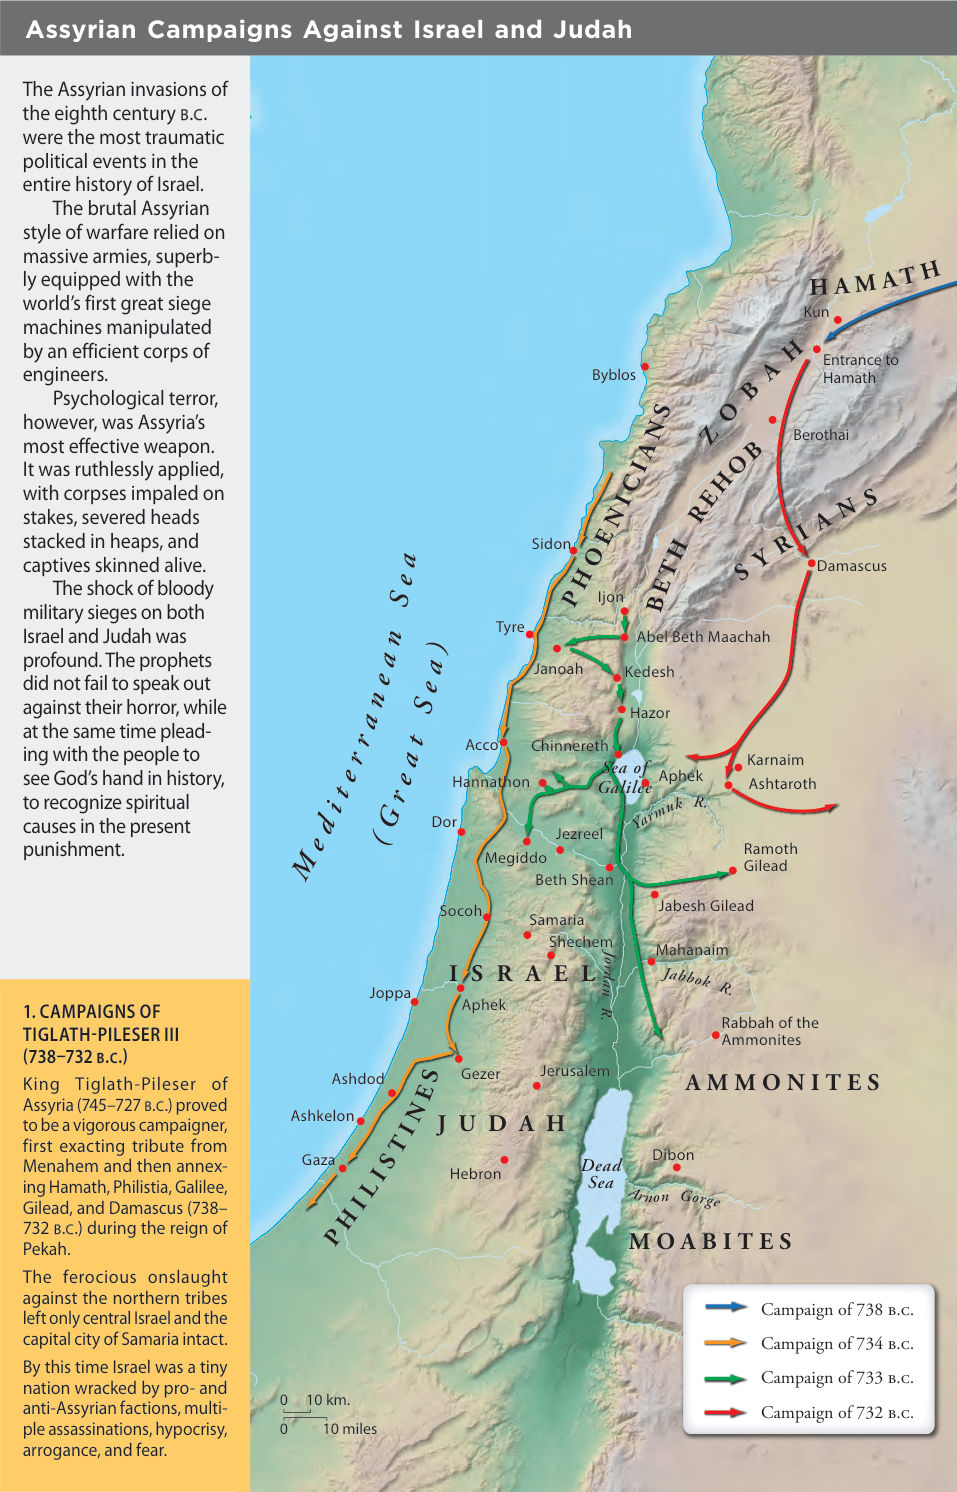 Assyrian Campaigns Against Israel and Judah
The Assyrian invasions of
the eighth century B.C.
were the most traumatic
political events in the
entire history of Israel.
The brutal Assyrian
style of warfare relied on
massive armies, superb-
ly equipped with the
world’s first great siege
machines manipulated
by an efficient corps of
engineers.
Psychological terror,
however, was Assyria’s
most effective weapon.
It was ruthlessly applied,
with corpses impaled on
stakes, severed heads
stacked in heaps, and
captives skinned alive.
The shock of bloody
military sieges on both
Israel and Judah was
profound. The prophets
did not fail to speak out
against their horror, while
at the same time plead-
ing with the people to
see God’s hand in history,
to recognize spiritual
causes in the present
punishment.
1. CAMPAIGNS OF
TIGLATH-PILESER III
(738–732 B.C.)
King Tiglath-Pileser of
Assyria (745–727 B.C.) proved
to be a vigorous campaigner,
first exacting tribute from
Menahem and then annex-
ing Hamath, Philistia, Galilee,
Gilead, and Damascus (738–
732 B.C.) during the reign of
Pekah.
The ferocious onslaught
against the northern tribes
left only central Israel and the
capital city of Samaria intact.
By this time Israel was a tiny
nation wracked by pro- and
anti-Assyrian factions, multi-
ple assassinations, hypocrisy,
arrogance, and fear.
HAMATH
Kun
Entrance to
Hamath
ZOBAH
Byblos
Berothai
PHOENICIANS
BETH REHOB
SYRIANS
Sidon
Damascus
Mediterranean Sea
(Great Sea)
Ijon
Tyre
Abel Beth Maachah
Janoah
Kedesh
Hazor
Acco
Chinnereth
Karnaim
Sea of
Galilee
Aphek
Ashtaroth
Hannathon
Yarmuk R.
Dor
Jezreel
Megiddo
Ramoth
Gilead
Beth Shean
Jabesh Gilead
Socoh
Samaria
Shechem
Mahanaim
ISRAEL
Jordan R.
Jabbok R.
Joppa
Aphek
Rabbah of the
Ammonites
Gezer
Jerusalem
Ashdod
AMMONITES
Ashkelon
JUDAH
PHILISTINES
Gaza
Hebron
Dead
Sea
Dibon
Arnon Gorge
MOABITES
Campaign of 738 B.C.
Campaign of 734 B.C.
Campaign of 733 B.C.
Campaign of 732 B.C.
0 10 km.
0 10 miles